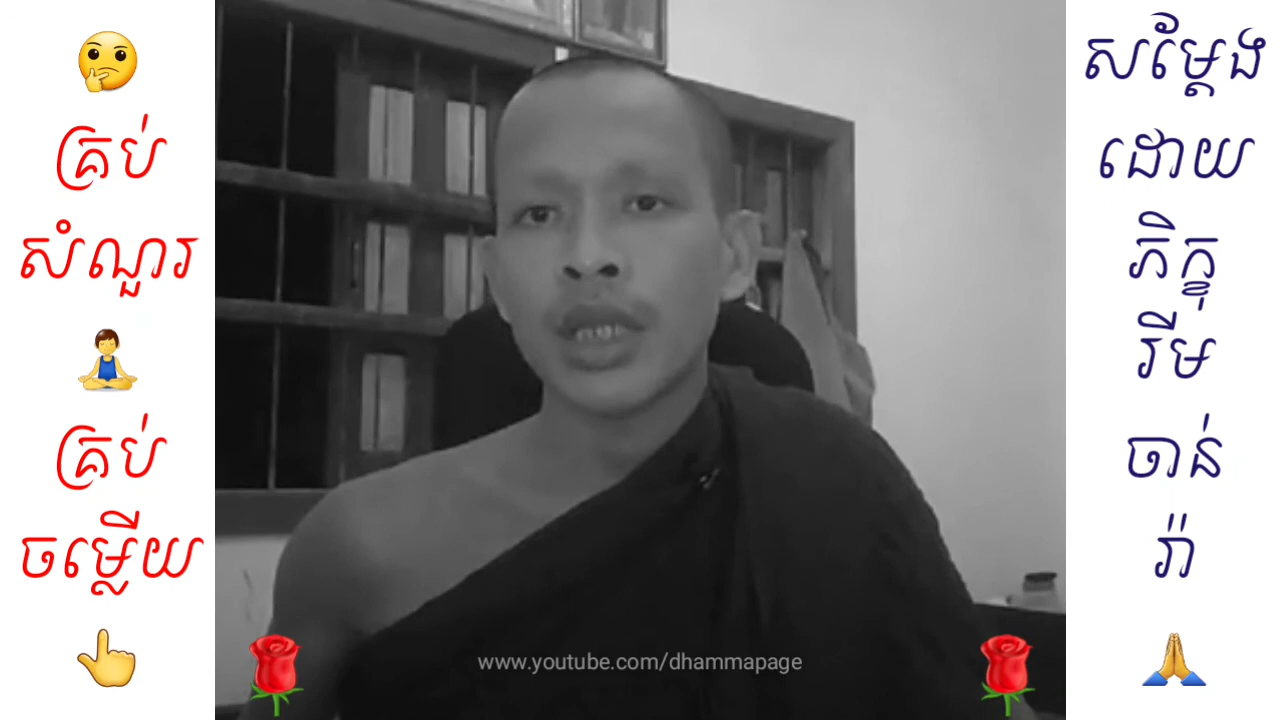 គ្រប់
សំណួរ
គ្រប់
ចម្លើយ
សម្ដែង
ដោយ
ភិក្ខុ
រីម
ចាន់
រ៉ា
www.youtube.com/dhammapage